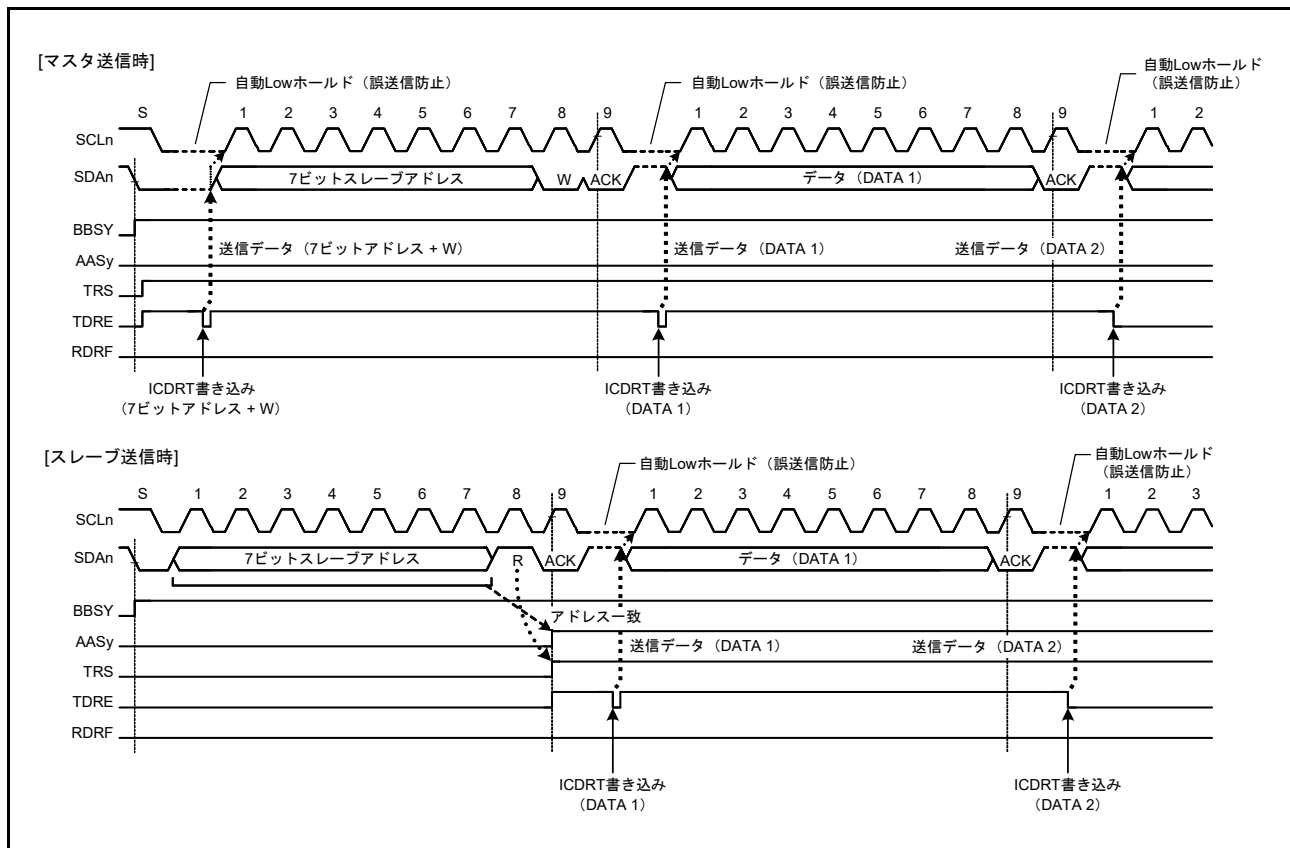 [マスタ送信時]
自動Lowホールド（誤送信防止）
自動Lowホールド（誤送信防止）
自動Lowホールド
（誤送信防止）
S 1 2 3 4 5 6 7 8 9 1 2 3 4 5 6 7 8 9 1 2
SCLn
SDAn 7ビットスレーブアドレス W ACK データ（DATA 1） ACK
BBSY
送信データ（7ビットアドレス + W） 送信データ（DATA 1） 送信データ（DATA 2）
AASy
TRS
TDRE
RDRF
ICDRT書き込み
（7ビットアドレス + W）
ICDRT書き込み
（DATA 1）
ICDRT書き込み
（DATA 2）
[スレーブ送信時]
自動Lowホールド（誤送信防止）
自動Lowホールド
（誤送信防止）
S 1 2 3 4 5 6 7 8 9 1 2 3 4 5 6 7 8 9 1 2 3
SCLn
SDAn 7ビットスレーブアドレス R ACK データ（DATA 1） ACK
BBSY
アドレス一致
AASy
送信データ（DATA 1） 送信データ（DATA 2）
TRS
TDRE
RDRF
ICDRT書き込み
（DATA 1）
ICDRT書き込み
（DATA 2）